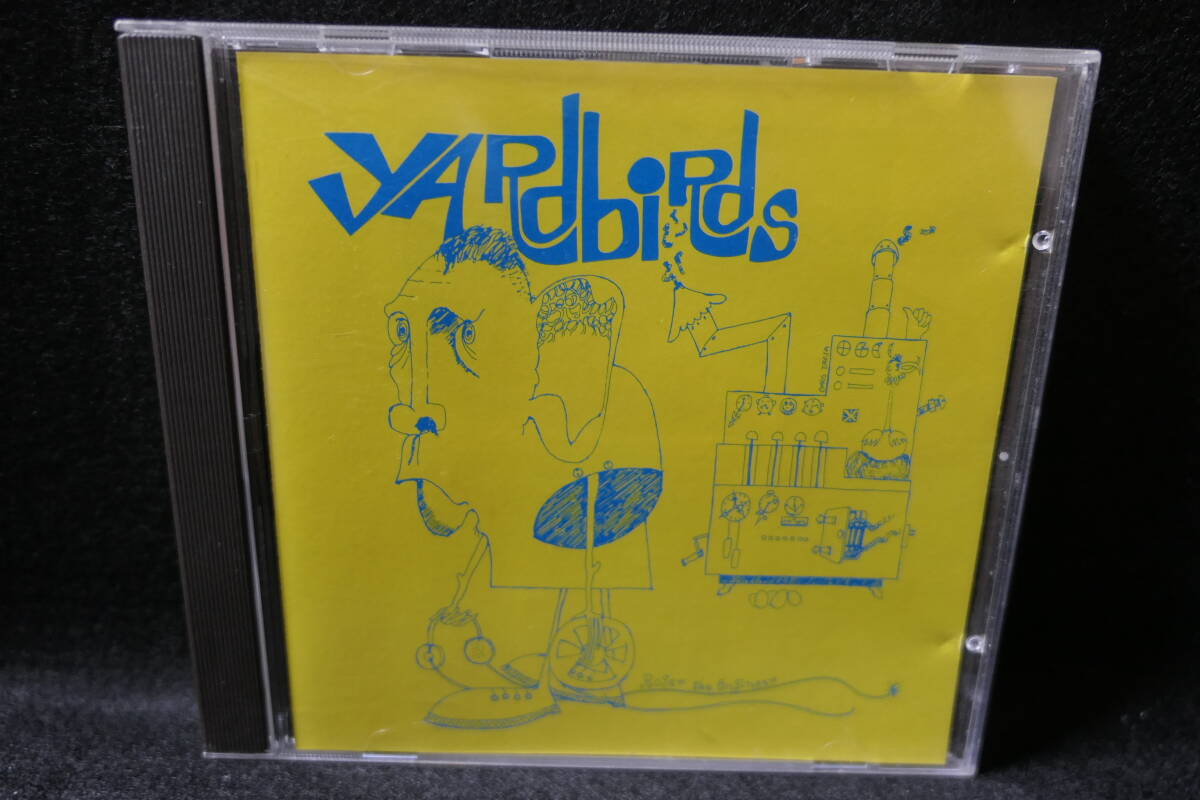 YARDbiRds
Roger the Engineer